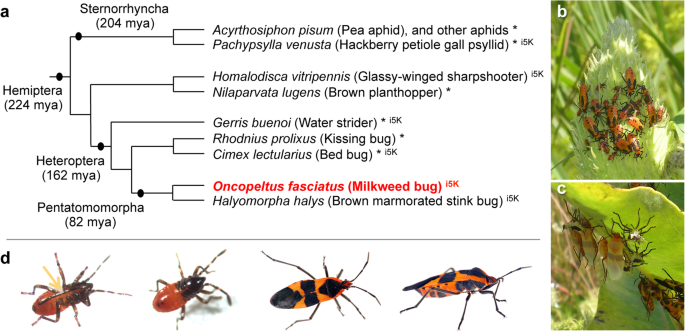 a
Sternorrhyncha
(204 mya)
Acyrthosiphon pisum (Pea aphid), and other aphids *
Pachypsylla venusta (Hackberry petiole gall psyllid) * i5K
Hemiptera
(224 mya)
Homalodisca vitripennis (Glassy-winged sharpshooter) i5K
Nilaparvata lugens (Brown planthopper) *
Gerris buenoi (Water strider) * i5K
Heteroptera
(162 mya)
Rhodnius prolixus (Kissing bug) *
Cimex lectularius (Bed bug) * i5K
Oncopeltus fasciatus (Milkweed bug) i5K
Halyomorpha halys (Brown marmorated stink bug) i5K
Pentatomomorpha
(82 mya)
b
c
d